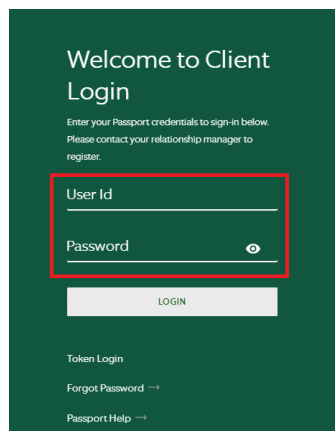 Welcome to Client
Login
Enter your Passport credentials to sign-in below.
Please contact your relationship manager to
register.
User Id
Password
LOGIN
Token Login
Forgot Password →
Passport Help →